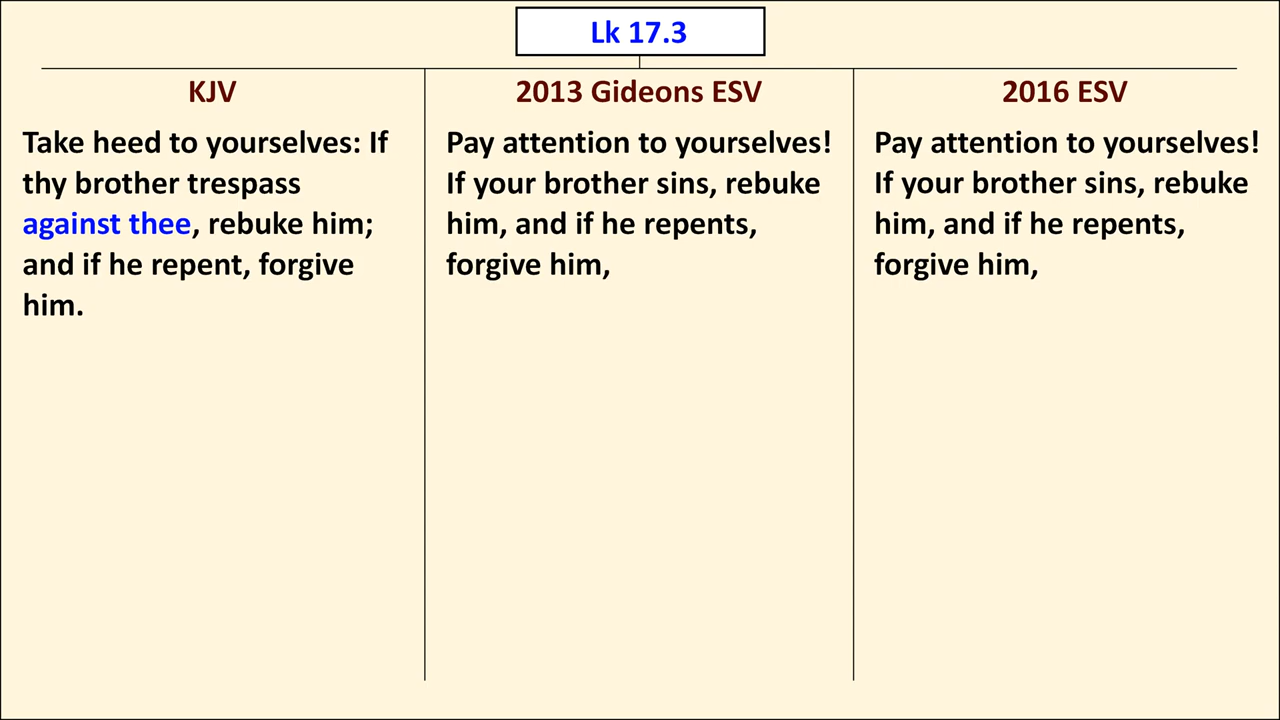 Lk 17.3
KJV
Take heed to yourselves: If
thy brother trespass
against thee, rebuke him;
and if he repent, forgive
him.
2013 Gideons ESV
Pay attention to yourselves!
If your brother sins, rebuke
him, and if he repents,
forgive him,
2016 ESV
Pay attention to yourselves!
If your brother sins, rebuke
him, and if he repents,
forgive him,